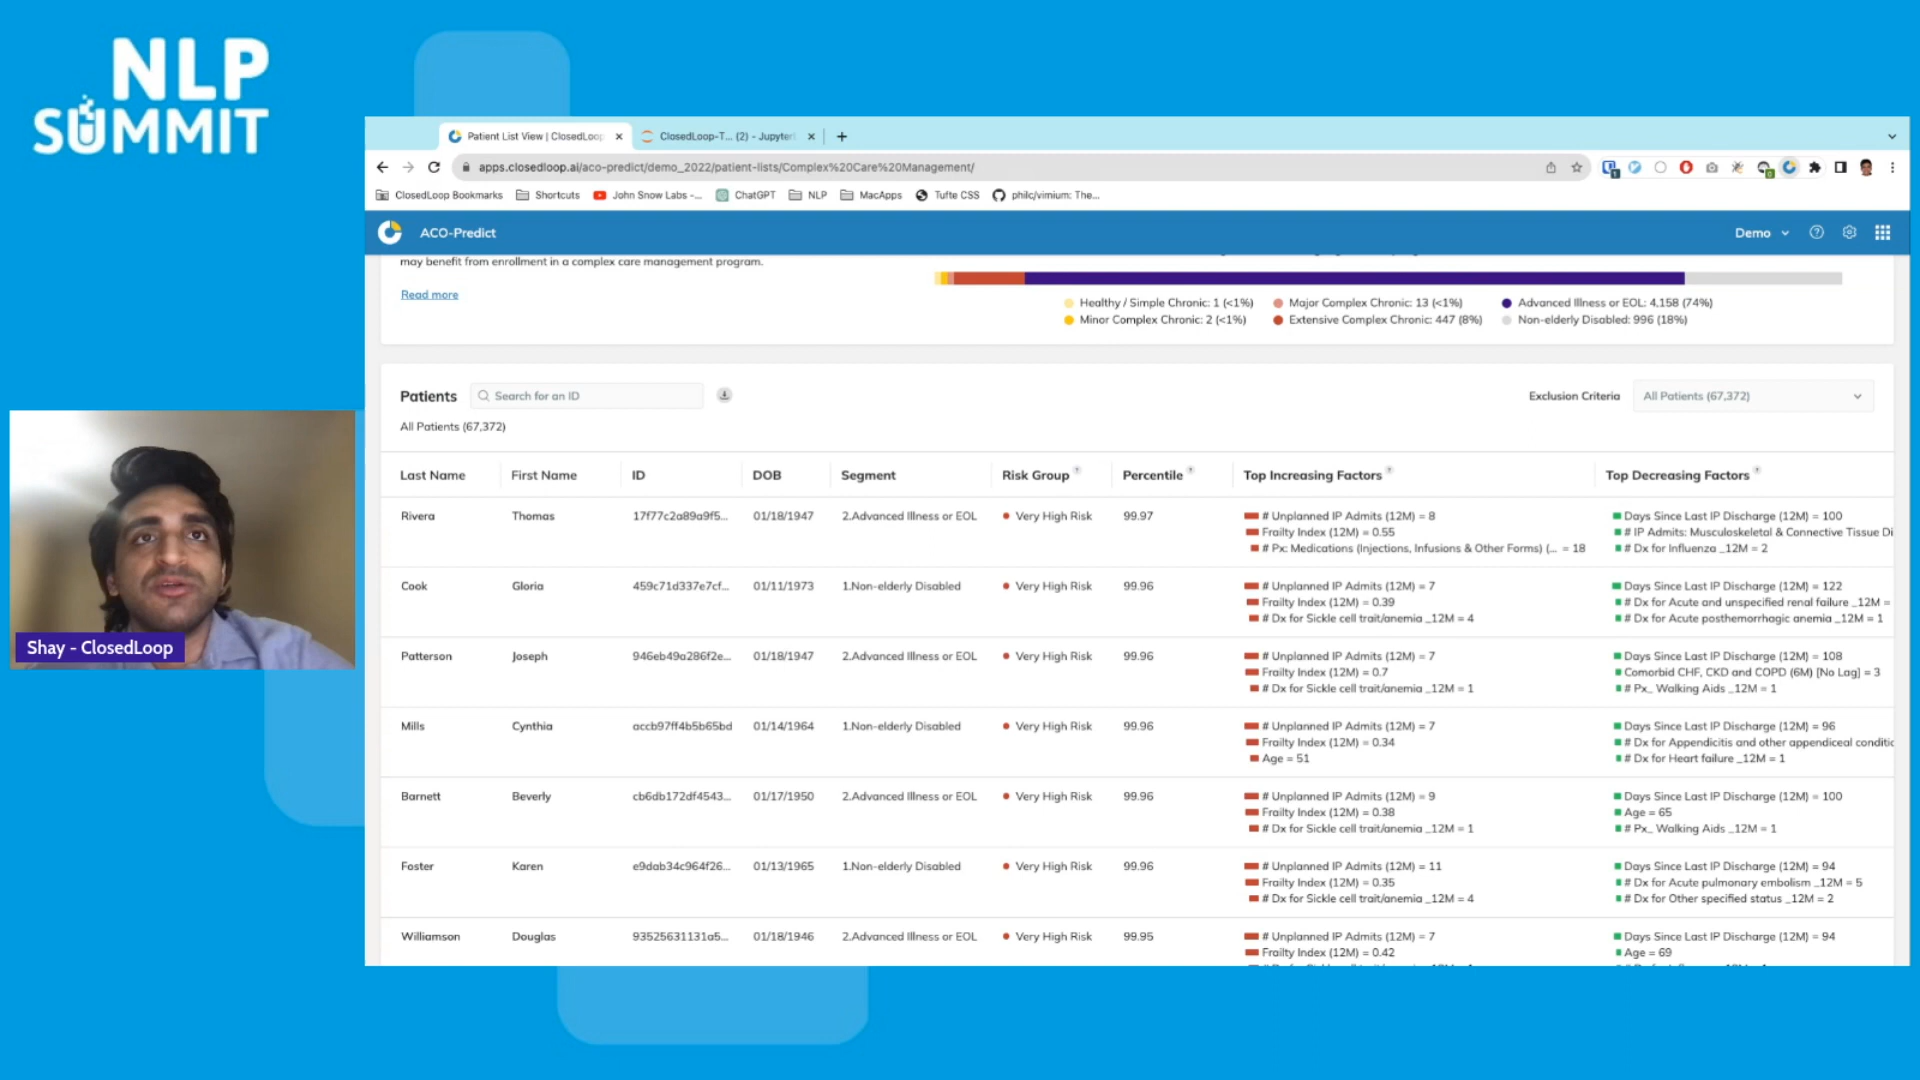 NLP
SUMMIT
Patient List View | ClosedLoop
ClosedLoop-T... (2) - Jupyter
apps.closedloop.ai/aco-predict/demo_2022/patient-lists/Complex%20Care%20Management/
ClosedLoop Bookmarks Shortcuts John Snow Labs -... ChatGPT NLP MacApps Tufte CSS philc/vimium: The...
ACO-Predict Demo
may benefit from enrollment in a complex care management program.
Read more
Healthy / Simple Chronic: 1 (<1%) Major Complex Chronic: 13 (<1%) Advanced Illness or EOL: 4,158 (74%)
Minor Complex Chronic: 2 (<1%) Extensive Complex Chronic: 447 (8%) Non-elderly Disabled: 996 (18%)
Patients Search for an ID Exclusion Criteria All Patients (67,372)
All Patients (67,372)
Last Name First Name ID DOB Segment Risk Group Percentile Top Increasing Factors Top Decreasing Factors
Rivera Thomas 17f77c2a89a9f5... 01/18/1947 2.Advanced Illness or EOL Very High Risk 99.97 # Unplanned IP Admits (12M) = 8 Days Since Last IP Discharge (12M) = 100
Frailty Index (12M) = 0.55 # IP Admits: Musculoskeletal & Connective Tissue Di
# Px: Medications (Injections, Infusions & Other Forms) (... = 18 # Dx for Influenza _12M = 2
Cook Gloria 459c71d337e7cf... 01/11/1973 1.Non-elderly Disabled Very High Risk 99.96 # Unplanned IP Admits (12M) = 7 Days Since Last IP Discharge (12M) = 122
Frailty Index (12M) = 0.39 # Dx for Acute and unspecified renal failure _12M =
# Dx for Sickle cell trait/anemia _12M = 4 # Dx for Acute posthemorrhagic anemia _12M = 1
Patterson Joseph 946eb49a286f2e... 01/18/1947 2.Advanced Illness or EOL Very High Risk 99.96 # Unplanned IP Admits (12M) = 7 Days Since Last IP Discharge (12M) = 108
Frailty Index (12M) = 0.7 Comorbid CHF, CKD and COPD (6M) [No Lag] = 3
# Dx for Sickle cell trait/anemia _12M = 1 # Px_ Walking Aids _12M = 1
Mills Cynthia accb97ff4b5b65bd 01/14/1964 1.Non-elderly Disabled Very High Risk 99.96 # Unplanned IP Admits (12M) = 7 Days Since Last IP Discharge (12M) = 96
Frailty Index (12M) = 0.34 # Dx for Appendicitis and other appendiceal conditic
Age = 51 # Dx for Heart failure _12M = 1
Barnett Beverly cb6db172df4543... 01/17/1950 2.Advanced Illness or EOL Very High Risk 99.96 # Unplanned IP Admits (12M) = 9 Days Since Last IP Discharge (12M) = 100
Frailty Index (12M) = 0.38 Age = 65
# Dx for Sickle cell trait/anemia _12M = 1 # Px_ Walking Aids _12M = 1
Foster Karen e9dab34c964f26... 01/13/1965 1.Non-elderly Disabled Very High Risk 99.96 # Unplanned IP Admits (12M) = 11 Days Since Last IP Discharge (12M) = 94
Frailty Index (12M) = 0.35 # Dx for Acute pulmonary embolism _12M = 5
# Dx for Sickle cell trait/anemia _12M = 4 # Dx for Other specified status _12M = 2
Williamson Douglas 93525631131a5... 01/18/1946 2.Advanced Illness or EOL Very High Risk 99.95 # Unplanned IP Admits (12M) = 7 Days Since Last IP Discharge (12M) = 94
Frailty Index (12M) = 0.42 Age = 69
Shay - ClosedLoop